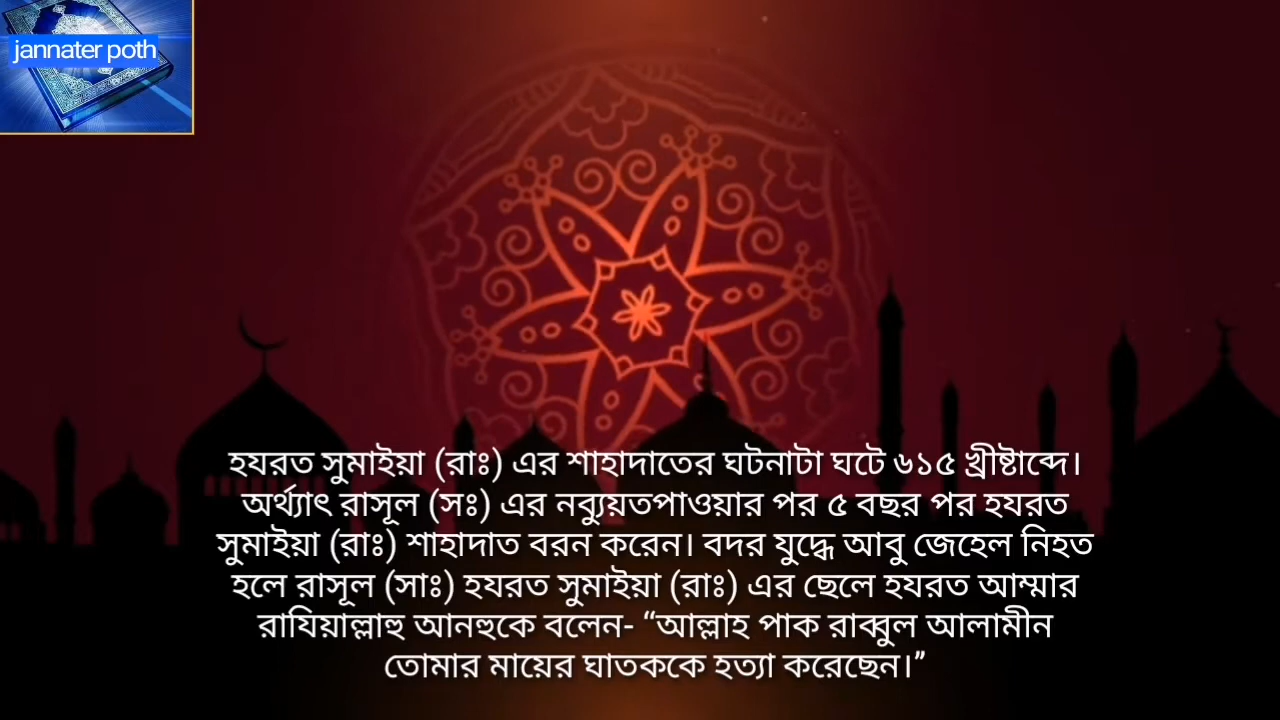 jannater poth
হযরত সুমাইয়া (রাঃ) এর শাহাদাতের ঘটনাটা ঘটে ৬১৫ খ্রীষ্টাব্দে।
অর্থ্যাৎ রাসূল (সঃ) এর নব্যুয়তপাওয়ার পর ৫ বছর পর হযরত
সুমাইয়া (রাঃ) শাহাদাত বরন করেন। বদর যুদ্ধে আবু জেহেল নিহত
হলে রাসূল (সাঃ) হযরত সুমাইয়া (রাঃ) এর ছেলে হযরত আম্মার
রাযিয়াল্লাহু আনহুকে বলেন- “আল্লাহ পাক রাব্বুল আলামীন
তোমার মায়ের ঘাতককে হত্যা করেছেন।”